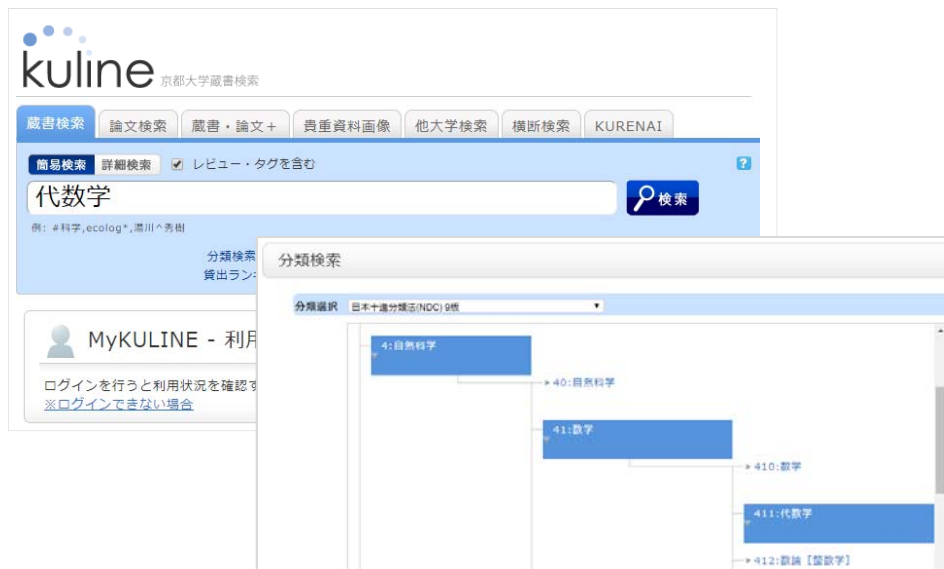 kuline 京都大学蔵書検索
蔵書検索 論文検索 蔵書・論文+ 貴重資料画像 他大学検索 横断検索 KURENAI
簡易検索 詳細検索 レビュー・タグを含む ?
代数学 検索
例: #科学,ecolog*,湯川^秀樹
分類検索
貸出ラン
MyKULINE - 利用
ログインを行うと利用状況を確認す
※ログインできない場合
分類検索
分類選択 日本十進分類法(NDC) 9版
4:自然科学
40:自然科学
41:数学
410:数学
411:代数学
412:数論 [整数学]